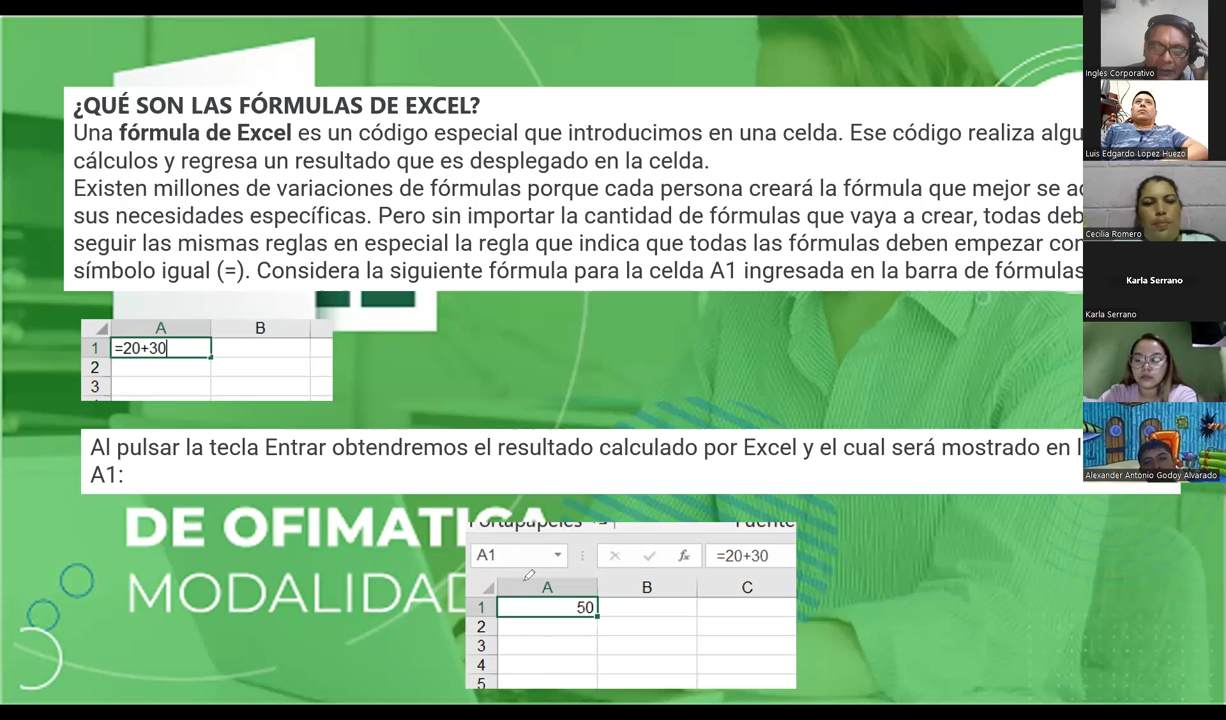 ¿QUÉ SON LAS FÓRMULAS DE EXCEL?
Una fórmula de Excel es un código especial que introducimos en una celda. Ese código realiza algu
cálculos y regresa un resultado que es desplegado en la celda.
Existen millones de variaciones de fórmulas porque cada persona creará la fórmula que mejor se
sus necesidades específicas. Pero sin importar la cantidad de fórmulas que vaya a crear, todas deb
seguir las mismas reglas en especial la regla que indica que todas las fórmulas deben empezar con
símbolo igual (=). Considera la siguiente fórmula para la celda A1 ingresada en la barra de fórmulas
A B
1 =20+30
2
3
Al pulsar la tecla Entrar obtendremos el resultado calculado por Excel y el cual será mostrado en
A1:
DE OFIMATICA
MODALIDAD
Portapapeles Fuente
A1 fx =20+30
A B C
1 50
2
3
4
5
Ingles Corporativo
Luis Edgardo Lopez Huezo
Cecilia Romero
Karla Serrano
Karla Serrano
Alexander Antonio Godoy Alvarado